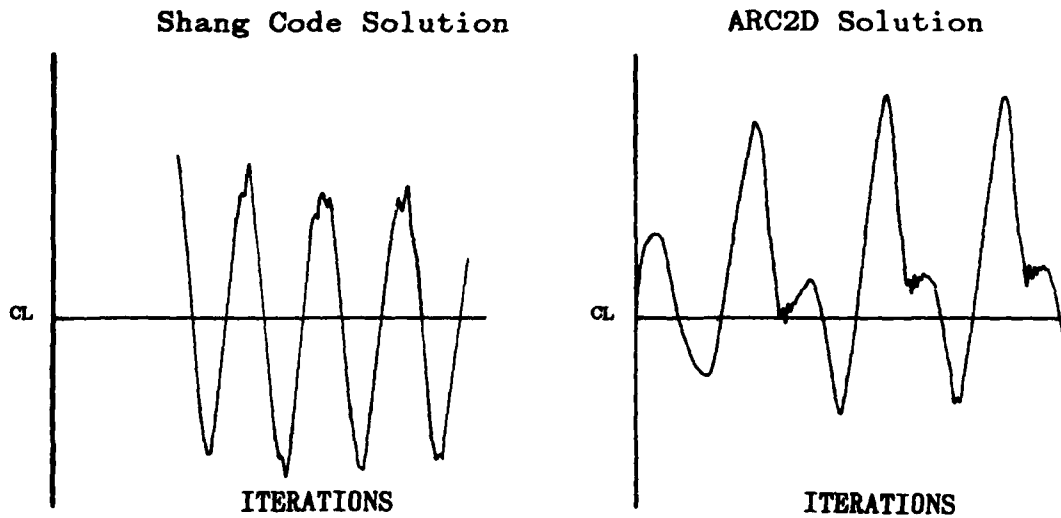 Shang Code Solution
ARC2D Solution
CL
CL
ITERATIONS
ITERATIONS